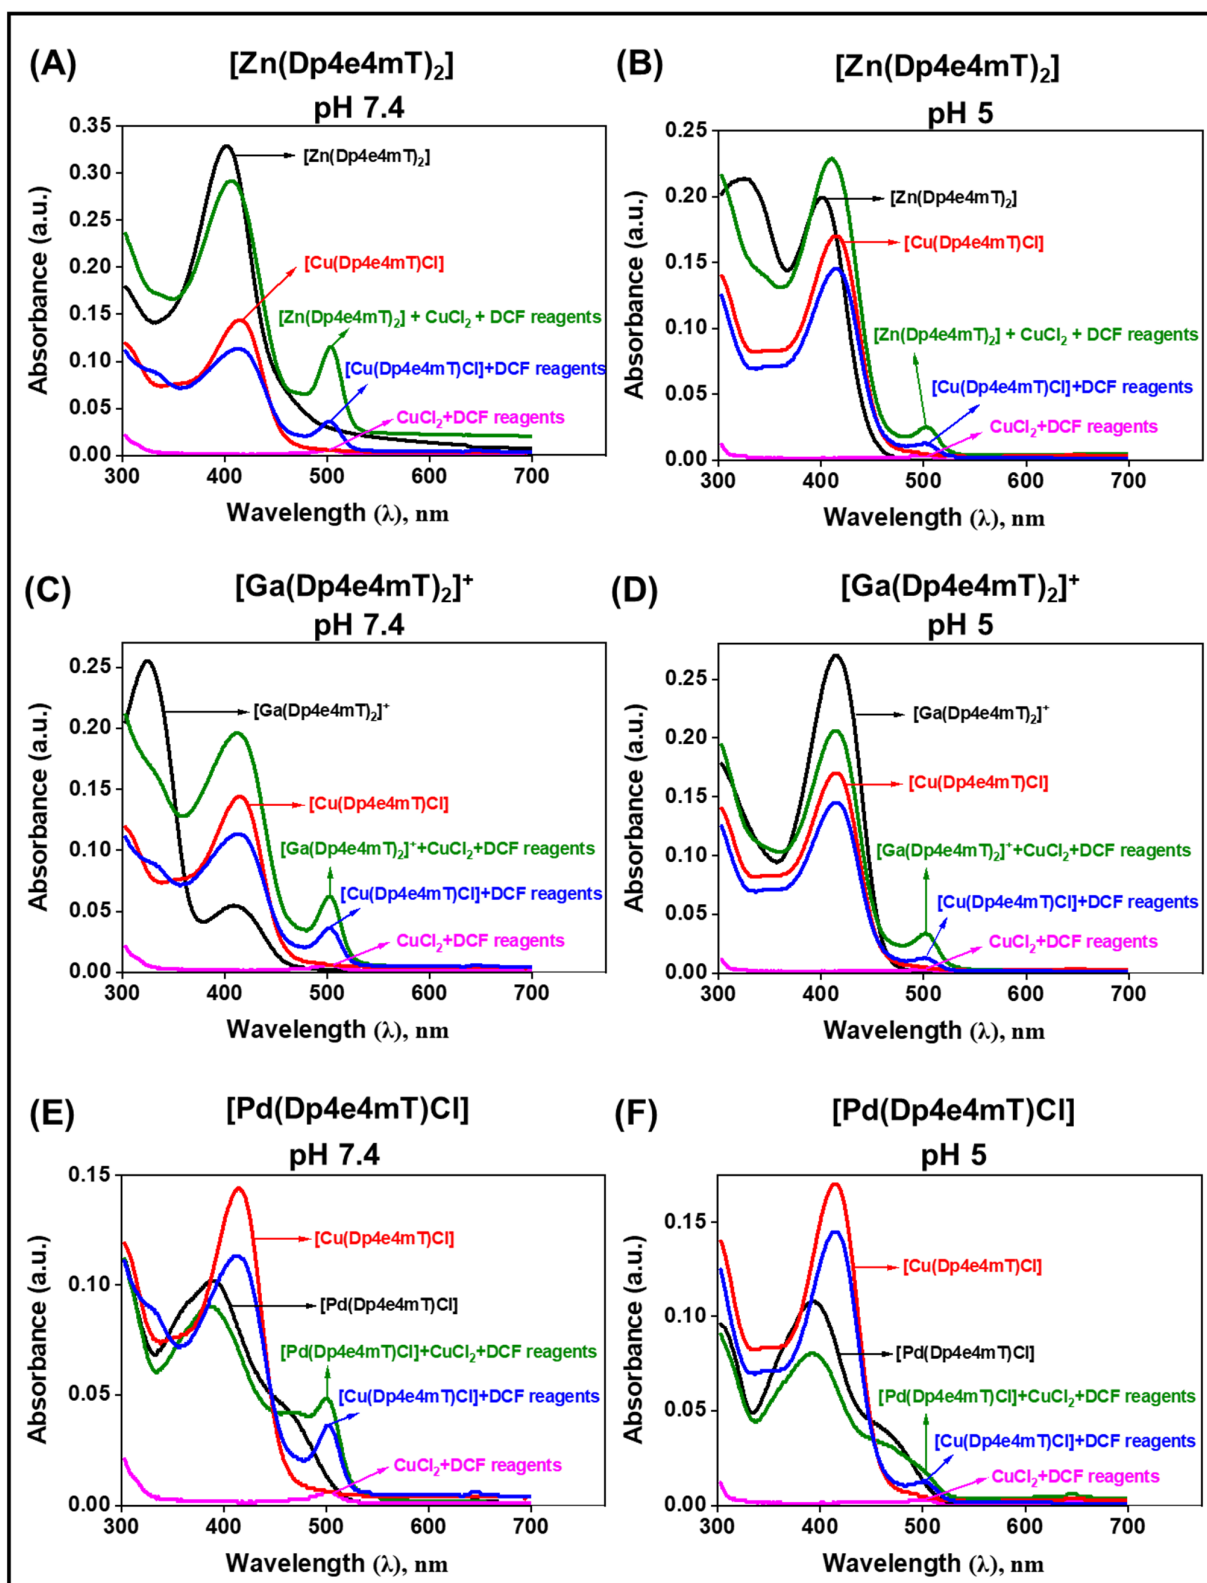 (A)
[Zn(Dp4e4mT)₂]
pH 7.4
0.35
0.30
0.25
0.20
0.15
0.10
0.05
0.00
300
400
500
600
700
Absorbance (a.u.)
Wavelength (λ), nm
[Zn(Dp4e4mT)₂]
[Cu(Dp4e4mT)Cl]
[Zn(Dp4e4mT)₂] + CuCl₂ + DCF reagents
[Cu(Dp4e4mT)Cl]+DCF reagents
CuCl₂+DCF reagents
(B)
[Zn(Dp4e4mT)₂]
pH 5
0.25
0.20
0.15
0.10
0.05
0.00
300
400
500
600
700
Absorbance (a.u.)
Wavelength (λ), nm
[Zn(Dp4e4mT)₂]
[Cu(Dp4e4mT)Cl]
[Zn(Dp4e4mT)₂] + CuCl₂ + DCF reagents
[Cu(Dp4e4mT)Cl]+DCF reagents
CuCl₂+DCF reagents
(C)
[Ga(Dp4e4mT)₂]⁺
pH 7.4
0.25
0.20
0.15
0.10
0.05
0.00
300
400
500
600
700
Absorbance (a.u.)
Wavelength (λ), nm
[Ga(Dp4e4mT)₂]⁺
[Cu(Dp4e4mT)Cl]
[Ga(Dp4e4mT)₂]⁺+CuCl₂+DCF reagents
[Cu(Dp4e4mT)Cl]+DCF reagents
CuCl₂+DCF reagents
(D)
[Ga(Dp4e4mT)₂]⁺
pH 5
0.25
0.20
0.15
0.10
0.05
0.00
300
400
500
600
700
Absorbance (a.u.)
Wavelength (λ), nm
[Ga(Dp4e4mT)₂]⁺
[Cu(Dp4e4mT)Cl]
[Ga(Dp4e4mT)₂]⁺+CuCl₂+DCF reagents
[Cu(Dp4e4mT)Cl]+DCF reagents
CuCl₂+DCF reagents
(E)
[Pd(Dp4e4mT)Cl]
pH 7.4
0.15
0.10
0.05
0.00
300
400
500
600
700
Absorbance (a.u.)
Wavelength (λ), nm
[Cu(Dp4e4mT)Cl]
[Pd(Dp4e4mT)Cl]
[Pd(Dp4e4mT)Cl]+CuCl₂+DCF reagents
[Cu(Dp4e4mT)Cl]+DCF reagents
CuCl₂+DCF reagents
(F)
[Pd(Dp4e4mT)Cl]
pH 5
0.15
0.10
0.05
0.00
300
400
500
600
700
Absorbance (a.u.)
Wavelength (λ), nm
[Cu(Dp4e4mT)Cl]
[Pd(Dp4e4mT)Cl]
[Pd(Dp4e4mT)Cl]+CuCl₂+DCF reagents
[Cu(Dp4e4mT)Cl]+DCF reagents
CuCl₂+DCF reagents